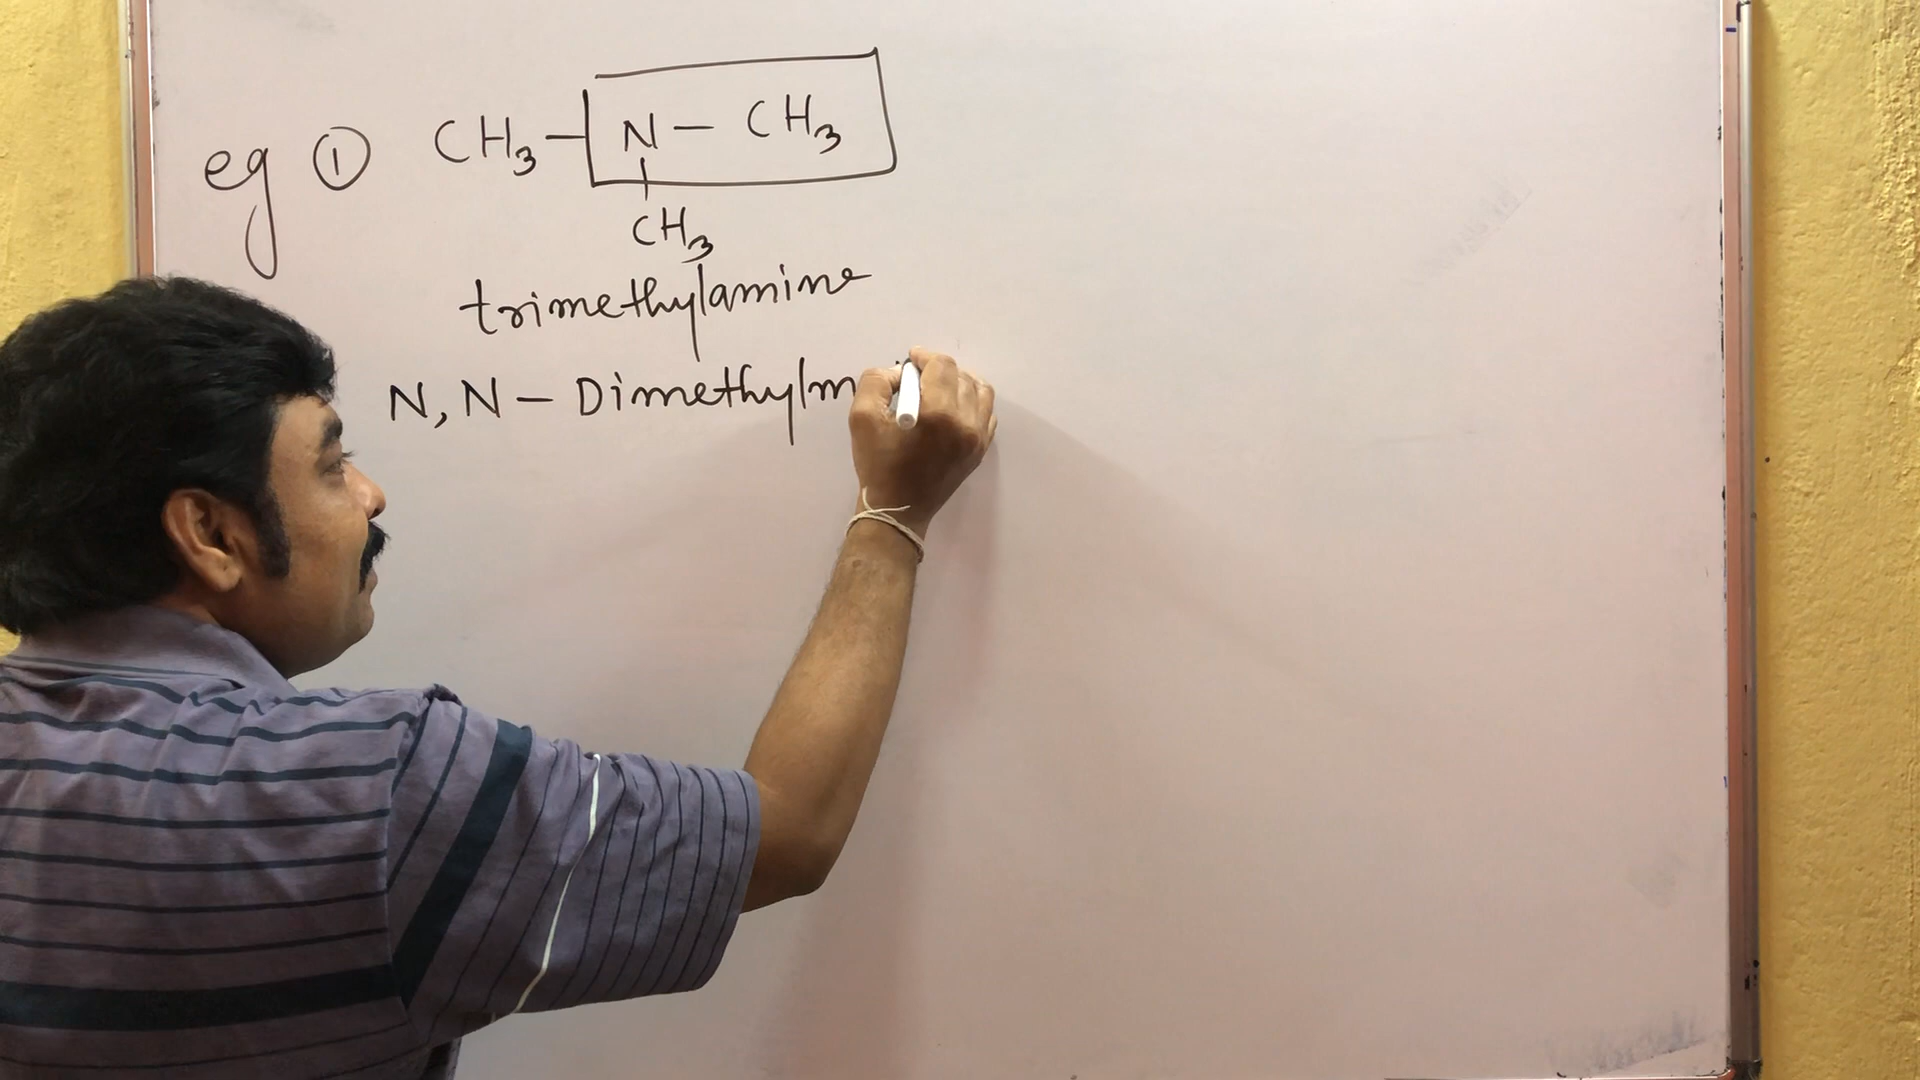 eg ① CH3 - N - CH3
CH3
trimethylamine
N, N - Dimethylm